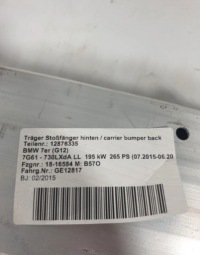 Träger Stoßfänger hinten / carrier bumper back
Teilenr.: 12876335
BMW 7er (G12)
7G61 - 730LXdA LL 195 kW 265 PS (07.2015-06.20
Fzgnr.: 18-16584 M: B57O
Fahrg.Nr.: GE12817
BJ: 02/2015